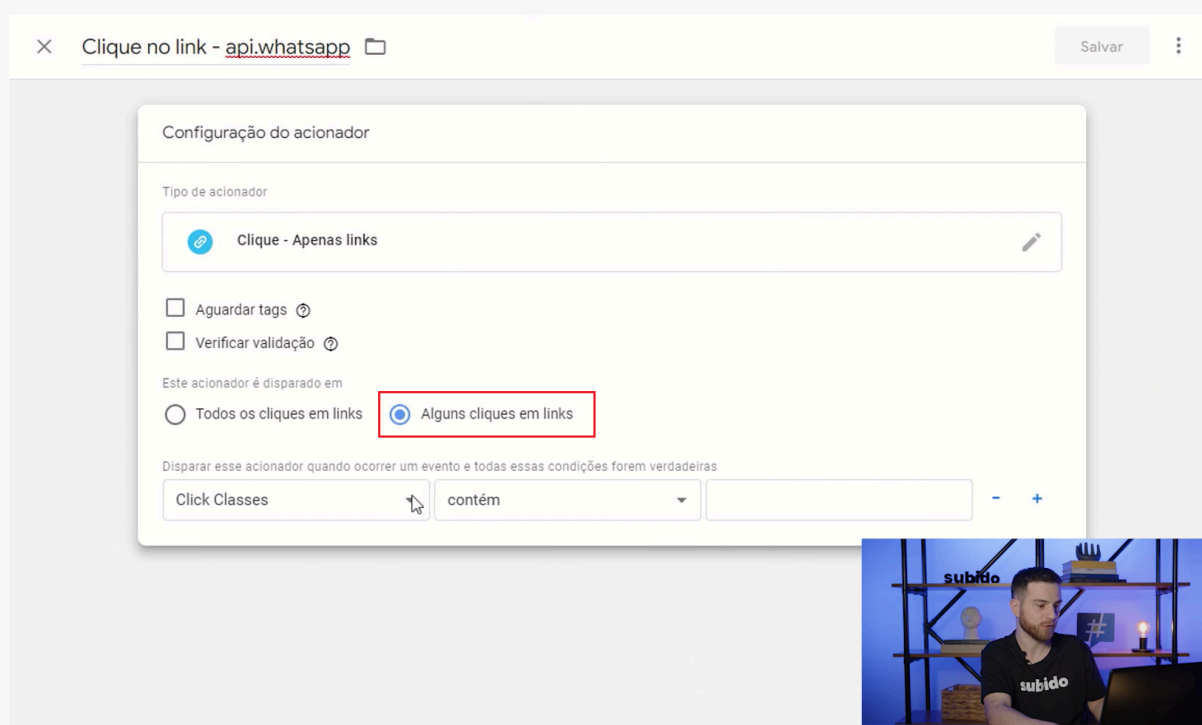 Clique no link - api.whatsapp
Salvar
Configuração do acionador
Tipo de acionador
Clique - Apenas links
Aguardar tags
Verificar validação
Este acionador é disparado em
Todos os cliques em links
Alguns cliques em links
Disparar esse acionador quando ocorrer um evento e todas essas condições forem verdadeiras
Click Classes
contém
- +
subido
#
subido